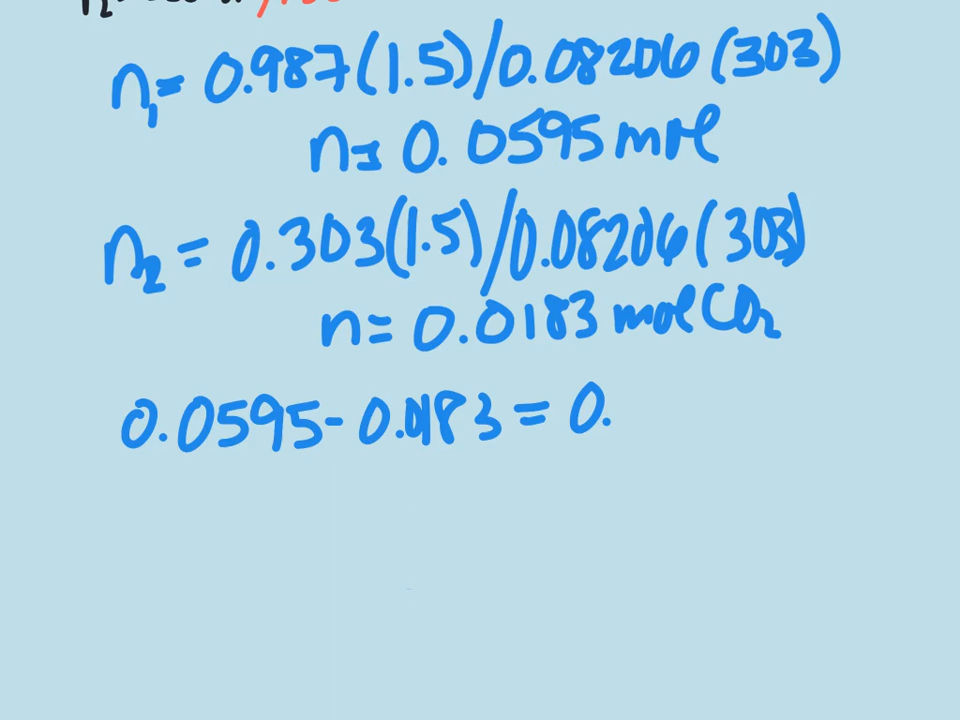 n₁= 0.987(1.5)/0.08206(303)
n= 0.0595 mol
n₂ = 0.303(1.5)/0.08206(303)
n= 0.0183 mol CO₂
0.0595-0.0183 = 0.